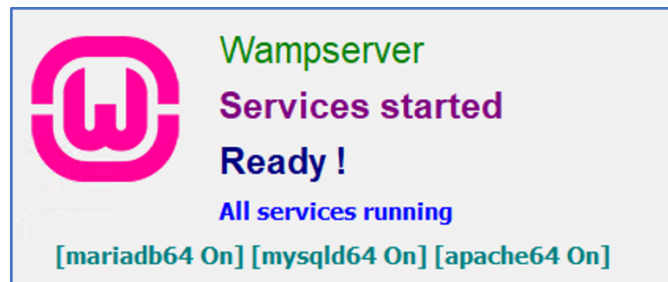 Wampserver
Services started
Ready !
All services running
[mariadb64 On] [mysqld64 On] [apache64 On]